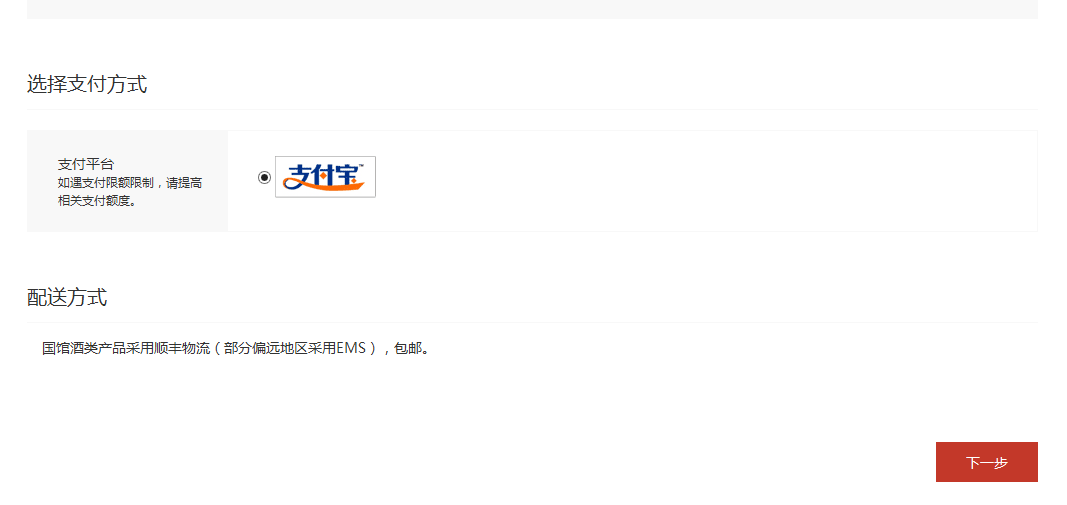 选择支付方式
支付平台
如遇支付限额限制，请提高
相关支付额度。
支付宝™
配送方式
国馆酒类产品采用顺丰物流（部分偏远地区采用EMS），包邮。
下一步